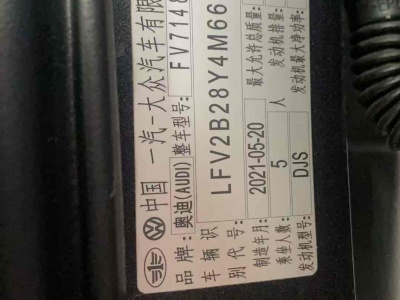 中国 一汽-大众汽车有限
品牌: 奥迪(AUDI) 整车型号: FV7148
车辆识别代号: LFV2B28Y4M66
制造年月: 2021-05-20 最大允许总质量:
乘坐人数: 5 人 发动机排量:
发动机型号: DJS 发动机最大净功率: